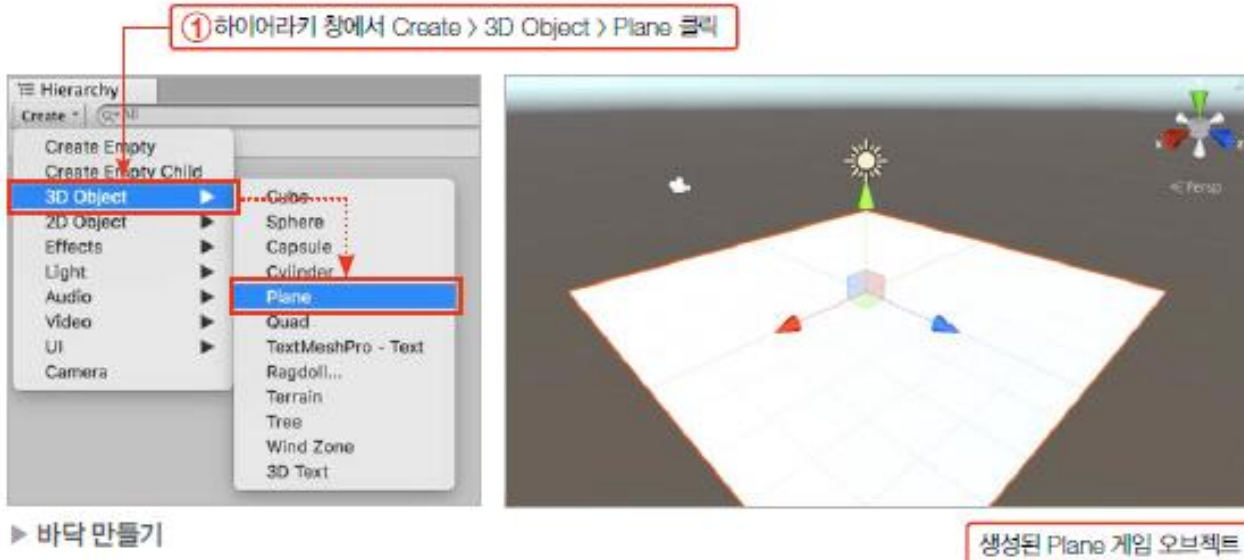 ①하이어라키 창에서 Create > 3D Object > Plane 클릭
Hierarchy
Create All
Create Empty
Create Empty Child
3D Object
2D Object
Effects
Light
Audio
Video
UI
Camera
Cube
Sphere
Capsule
Cylinder
Plane
Quad
TextMeshPro - Text
Ragdoll...
Terrain
Tree
Wind Zone
3D Text
x z
Persp
▶ 바닥 만들기
생성된 Plane 게임 오브젝트